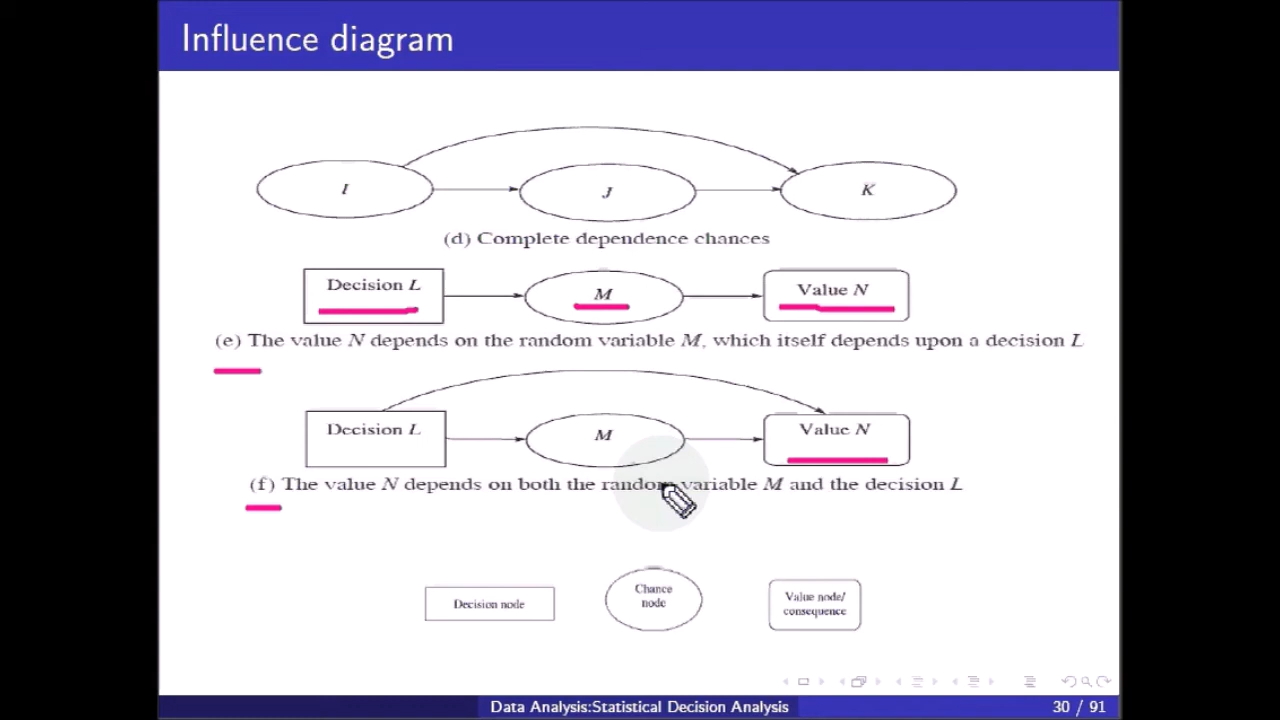 Influence diagram
I
J
K
(d) Complete dependence chances
Decision L
M
Value N
(e) The value N depends on the random variable M, which itself depends upon a decision L
Decision L
M
Value N
(f) The value N depends on both the random variable M and the decision L
Decision node
Chance
node
Value node/
consequence
Data Analysis:Statistical Decision Analysis
30 / 91